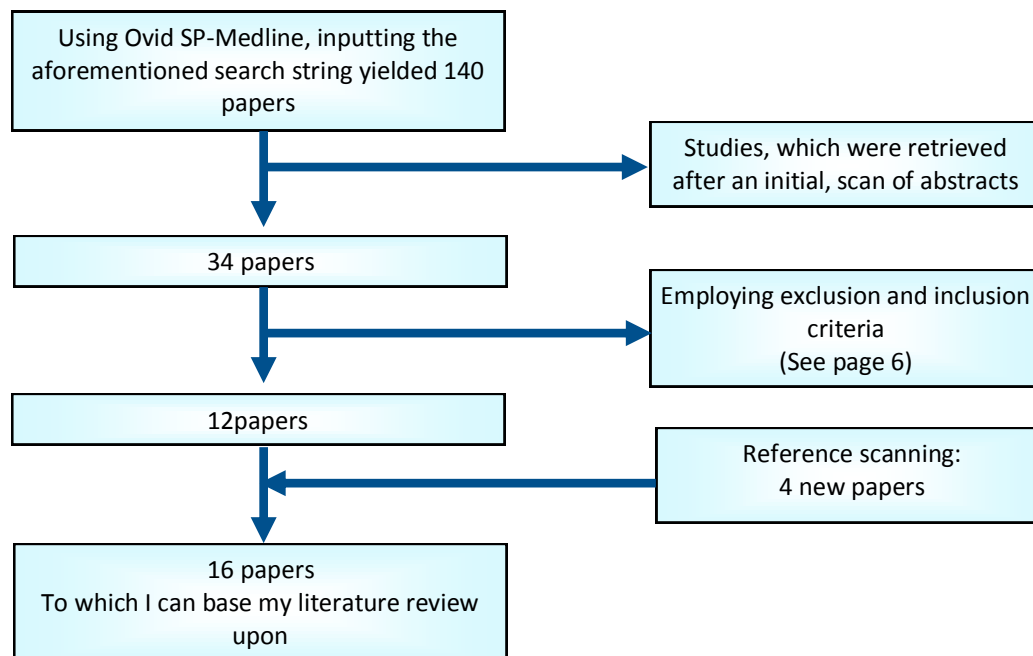 Using Ovid SP-Medline, inputting the
aforementioned search string yielded 140
papers
Studies, which were retrieved
after an initial, scan of abstracts
34 papers
Employing exclusion and inclusion
criteria
(See page 6)
12papers
Reference scanning:
4 new papers
16 papers
To which I can base my literature review
upon